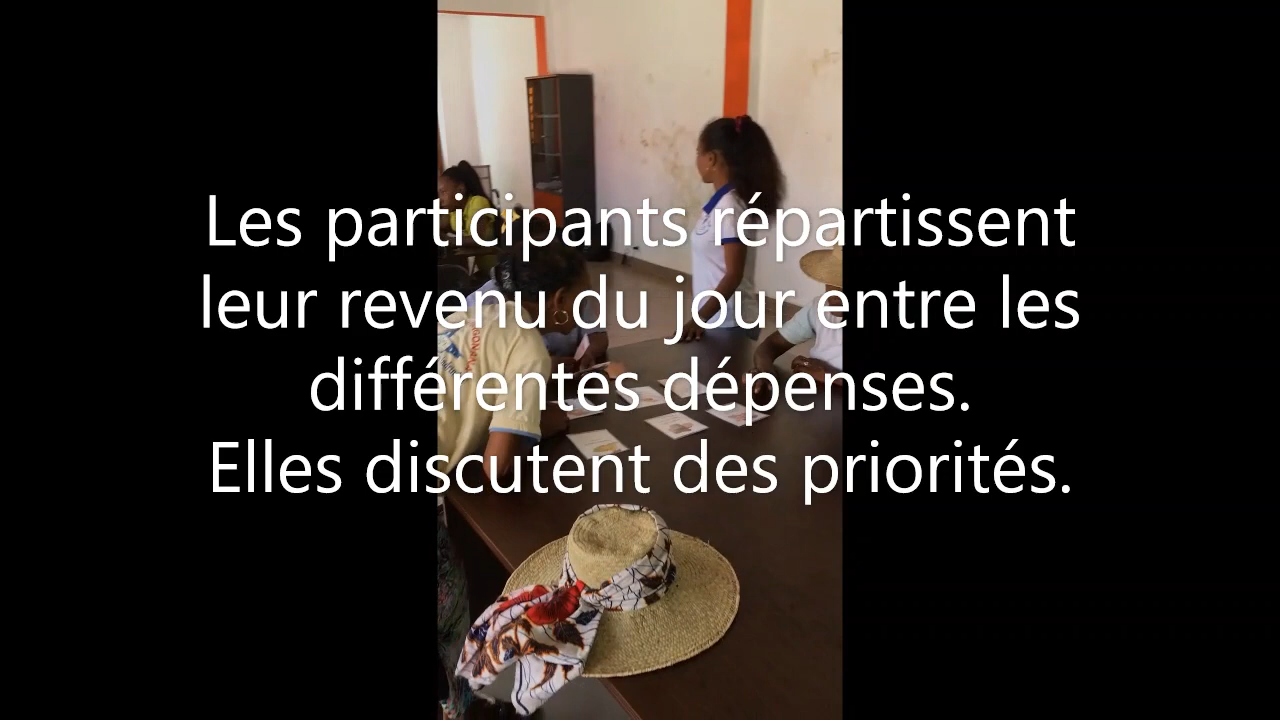 Les participants répartissent
leur revenu du jour entre les
différentes dépenses.
Elles discutent des priorités.